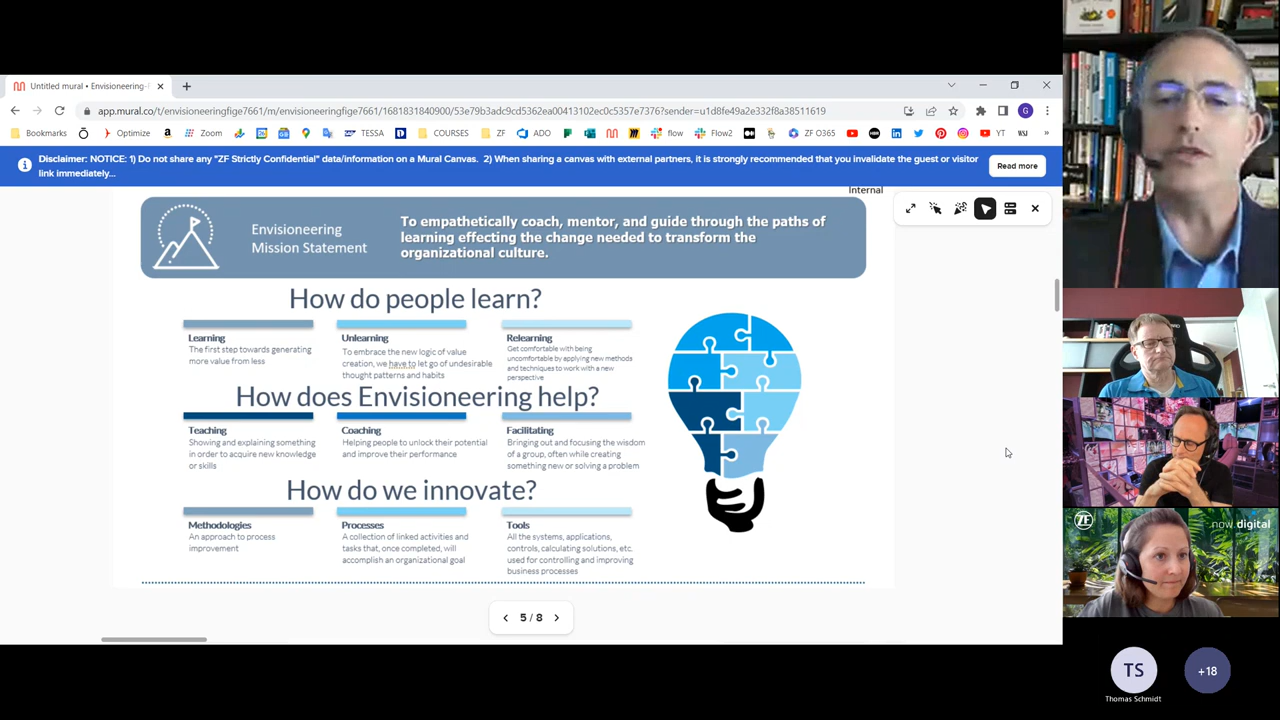 Untitled mural • Envisioneering-
app.mural.co/t/envisioneeringfige7661/m/envisioneeringfige7661/1681831840900/53e79b3adc9cd5362ea00413102ec0c5357e7376?sender=u1d8fe49a2e332f8a38511619
G
Bookmarks
Optimize
Zoom
TESSA
COURSES
ZF
ADO
flow
Flow2
ZF O365
YT
Disclaimer: NOTICE: 1) Do not share any "ZF Strictly Confidential" data/information on a Mural Canvas. 2) When sharing a canvas with external partners, it is strongly recommended that you invalidate the guest or visitor
link immediately...
Read more
Internal
Envisioneering
Mission Statement
To empathetically coach, mentor, and guide through the paths of
learning effecting the change needed to transform the
organizational culture.
How do people learn?
Learning
The first step towards generating
more value from less
Unlearning
To embrace the new logic of value
creation, we have to let go of undesirable
thought patterns and habits
Relearning
Get comfortable with being
uncomfortable by applying new methods
and techniques to work with a new
perspective
How does Envisioneering help?
Teaching
Showing and explaining something
in order to acquire new knowledge
or skills
Coaching
Helping people to unlock their potential
and improve their performance
Facilitating
Bringing out and focusing the wisdom
of a group, often while creating
something new or solving a problem
How do we innovate?
Methodologies
An approach to process
improvement
Processes
A collection of linked activities and
tasks that, once completed, will
accomplish an organizational goal
Tools
All the systems, applications,
controls, calculating solutions, etc.
used for controlling and improving
business processes
5 / 8
ZF
now.digital
TS
Thomas Schmidt
+18